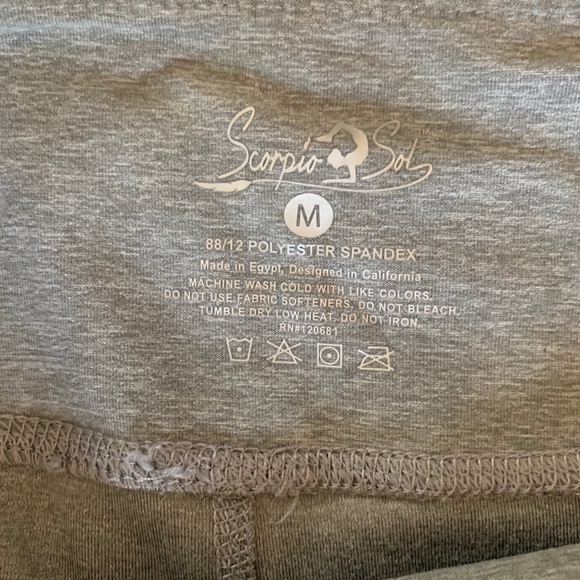 Scorpio Sol
M
88/12 POLYESTER SPANDEX
Made in Egypt, Designed in California
MACHINE WASH COLD WITH LIKE COLORS.
DO NOT USE FABRIC SOFTENERS, DO NOT BLEACH.
TUMBLE DRY LOW HEAT. DO NOT IRON
RN#120681